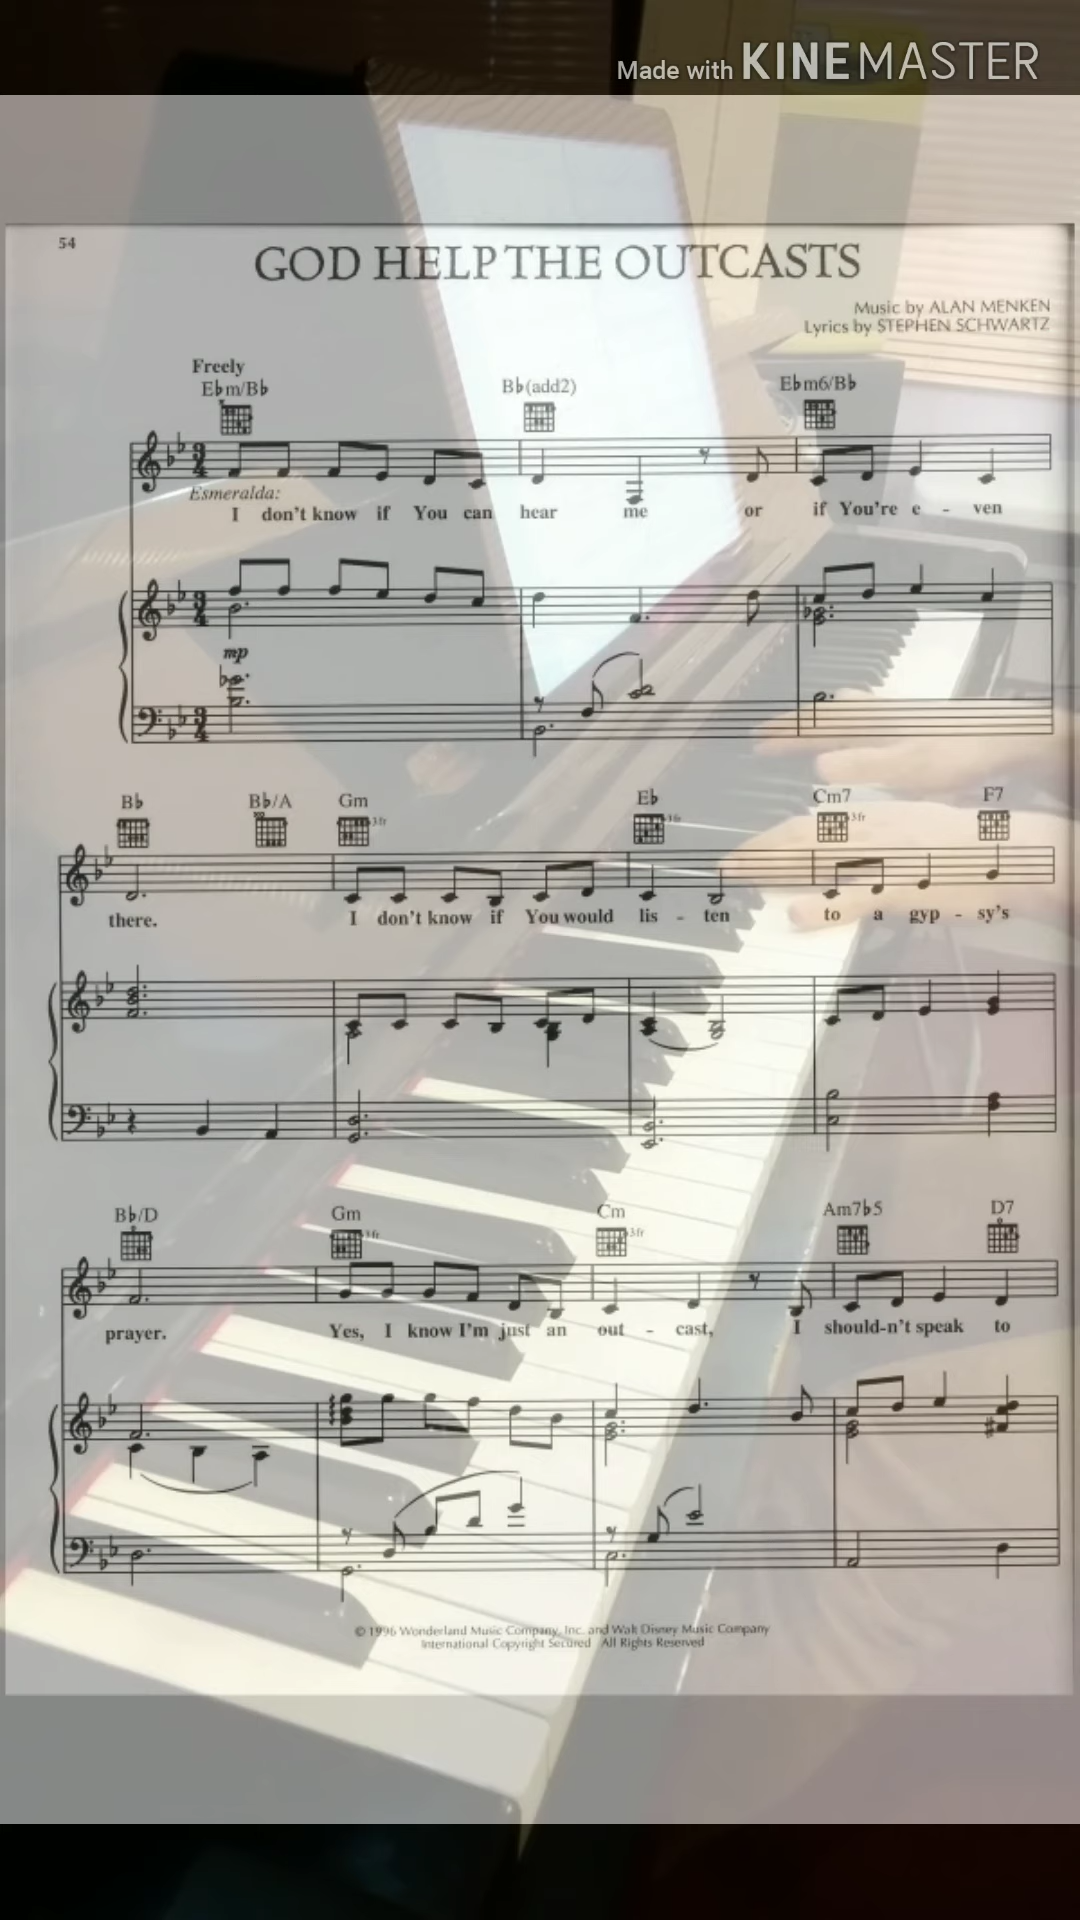 Made with KINEMASTER
54
GOD HELP THE OUTCASTS
Music by ALAN MENKEN
Lyrics by STEPHEN SCHWARTZ
Freely
E♭m/B♭ B♭(add2) E♭m6/B♭
Esmeralda:
I don't know if You can hear me or if You're e - ven
mp
B♭ B♭/A Gm E♭ Cm7 F7
3fr 3fr
there. I don't know if You would lis - ten to a gyp - sy's
B♭/D Gm Cm Am7♭5 D7
3fr 3fr
prayer. Yes, I know I'm just an out - cast, I should-n't speak to
© 1996 Wonderland Music Company, Inc. and Walt Disney Music Company
International Copyright Secured All Rights Reserved